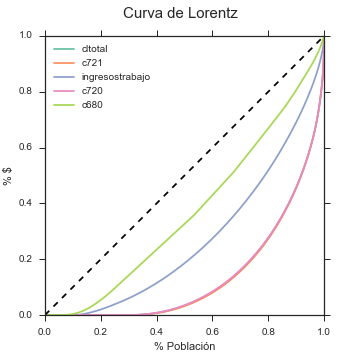 Curva de Lorentz
cltotal
c721
ingresostrabajo
c720
c680
% $
1.0
0.8
0.6
0.4
0.2
0.0
0.0 0.2 0.4 0.6 0.8 1.0
% Población